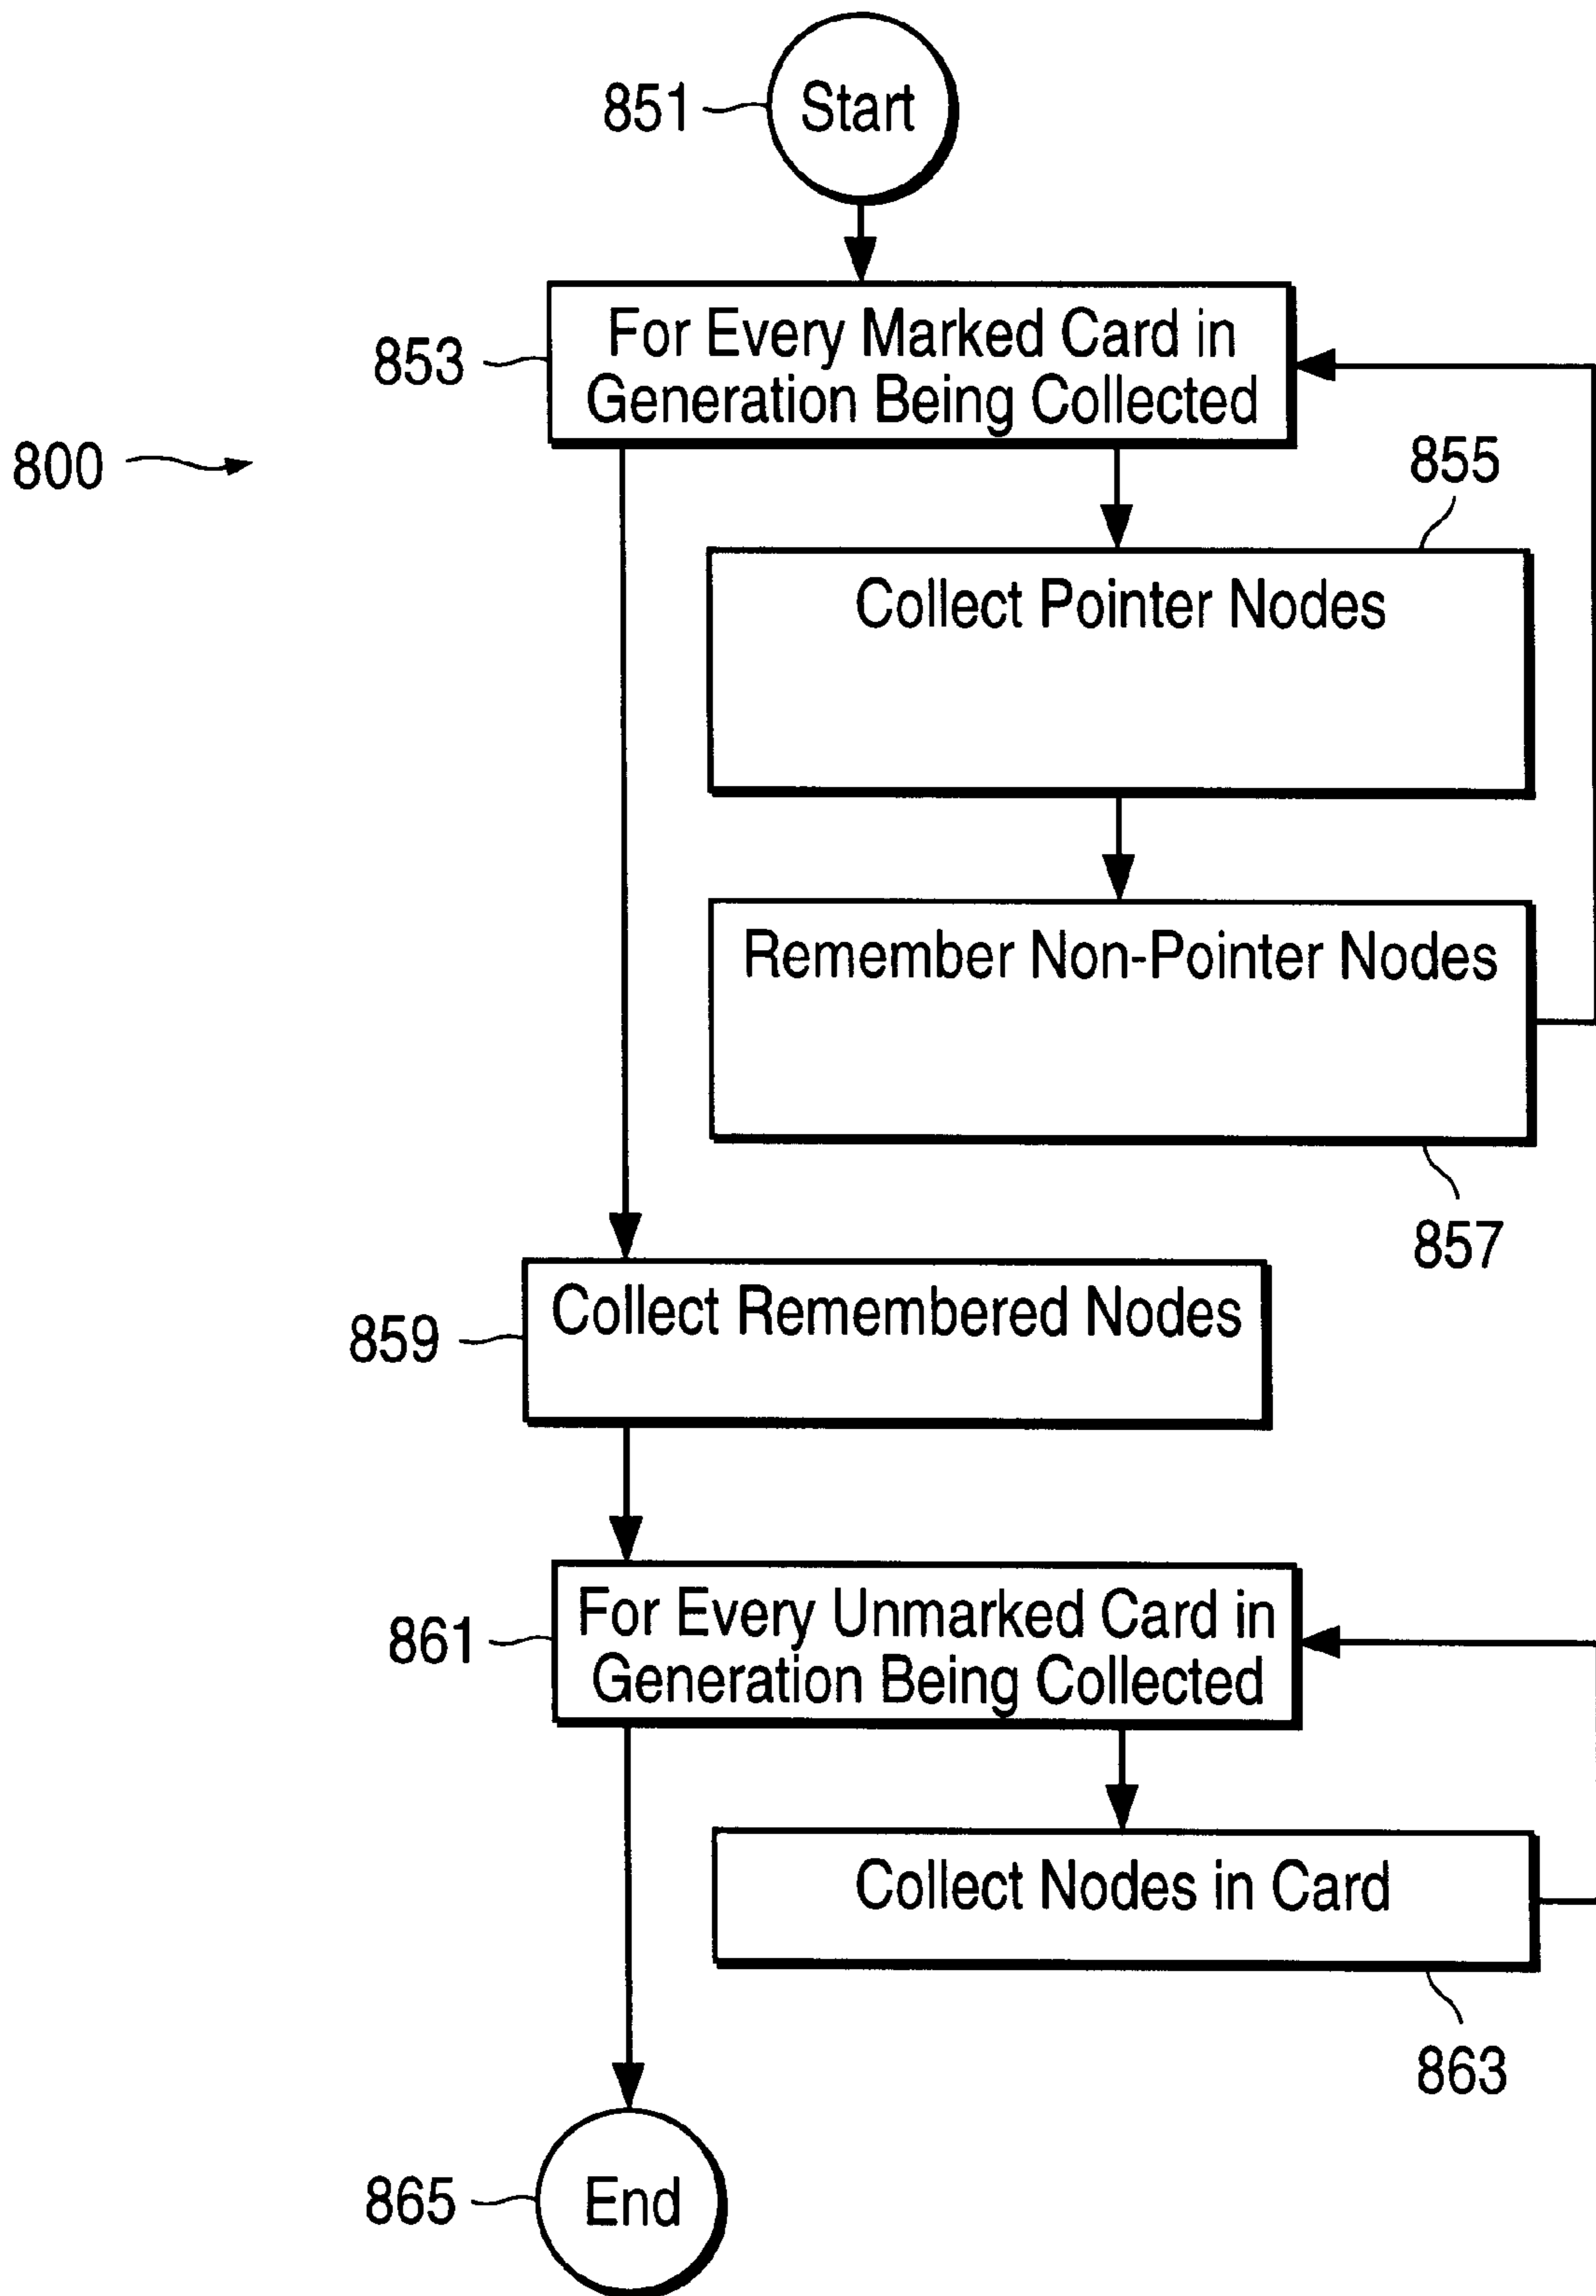 851
Start
853
For Every Marked Card in
Generation Being Collected
800
855
Collect Pointer Nodes
Remember Non-Pointer Nodes
857
859
Collect Remembered Nodes
861
For Every Unmarked Card in
Generation Being Collected
Collect Nodes in Card
863
865
End